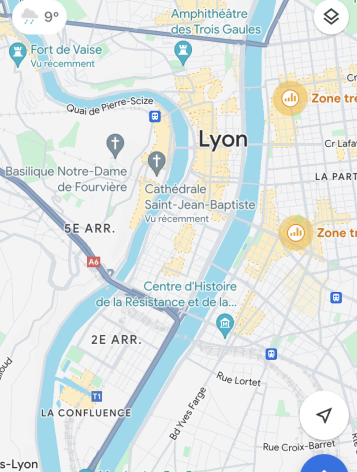 9°
Amphithéâtre
des Trois Gaules
Fort de Vaise
Vu récemment
Zone tr
Quai de Pierre-Scize
Lyon
Cr Lafa
Basilique Notre-Dame
de Fourvière
LA PART
Cathédrale
Saint-Jean-Baptiste
Vu récemment
5E ARR.
Zone t
A6
Centre d'Histoire
de la Résistance et de la...
2E ARR.
Rue Lortet
T1
LA CONFLUENCE
Bd Yves Farge
Rue Croix-Barret
s-Lyon